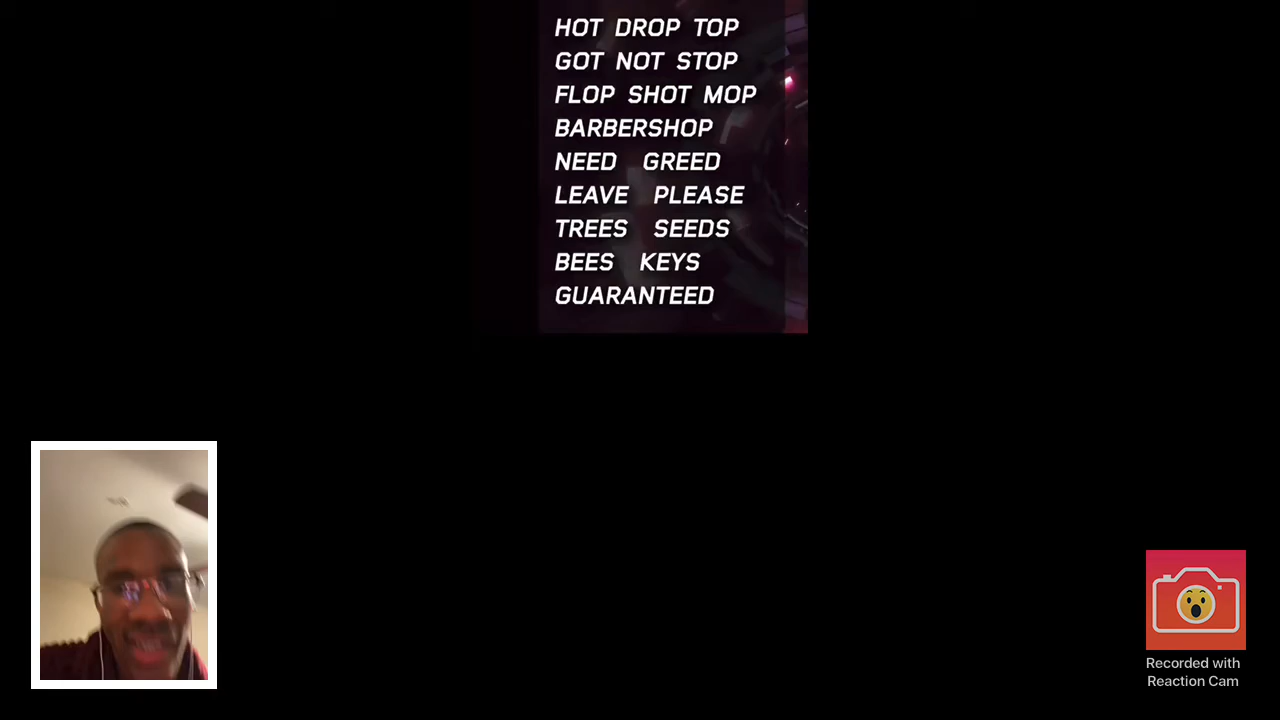 HOT DROP TOP
GOT NOT STOP
FLOP SHOT MOP
BARBERSHOP
NEED GREED
LEAVE PLEASE
TREES SEEDS
BEES KEYS
GUARANTEED
Recorded with
Reaction Cam